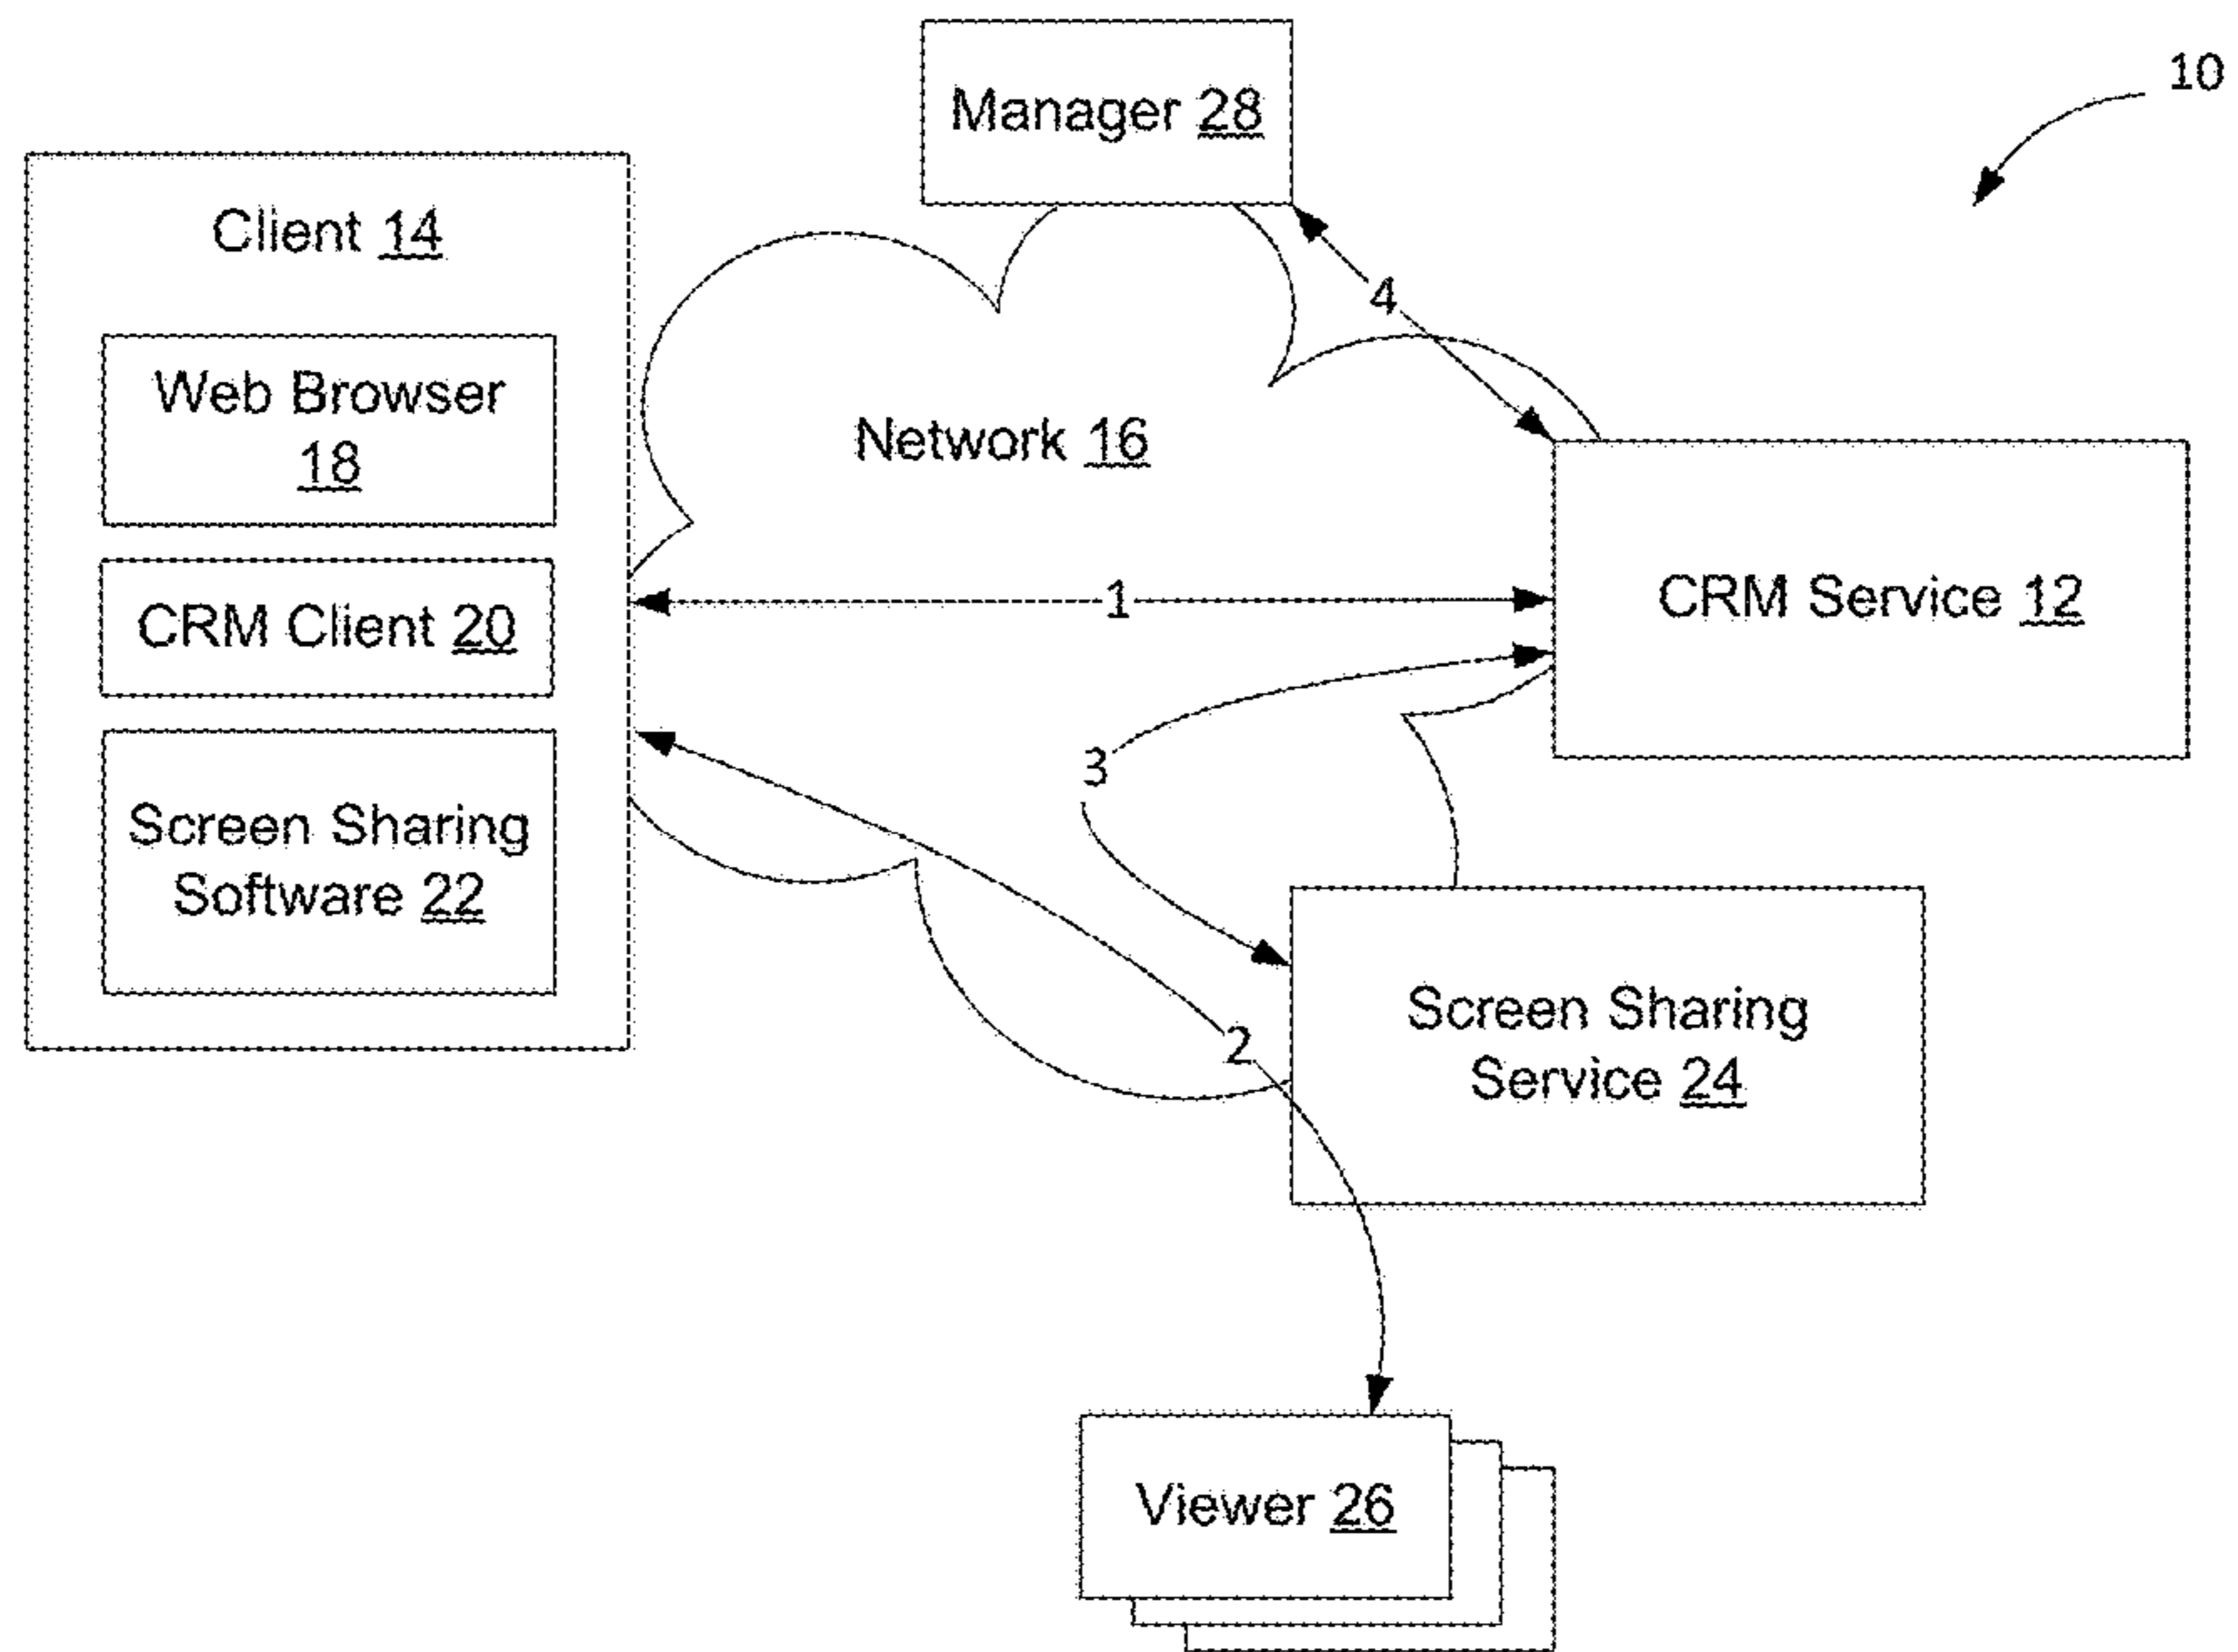 Manager 28
10
Client 14
4
Web Browser
18
Network 16
CRM Client 20
1
CRM Service 12
3
Screen Sharing
Software 22
2
Screen Sharing
Service 24
Viewer 26